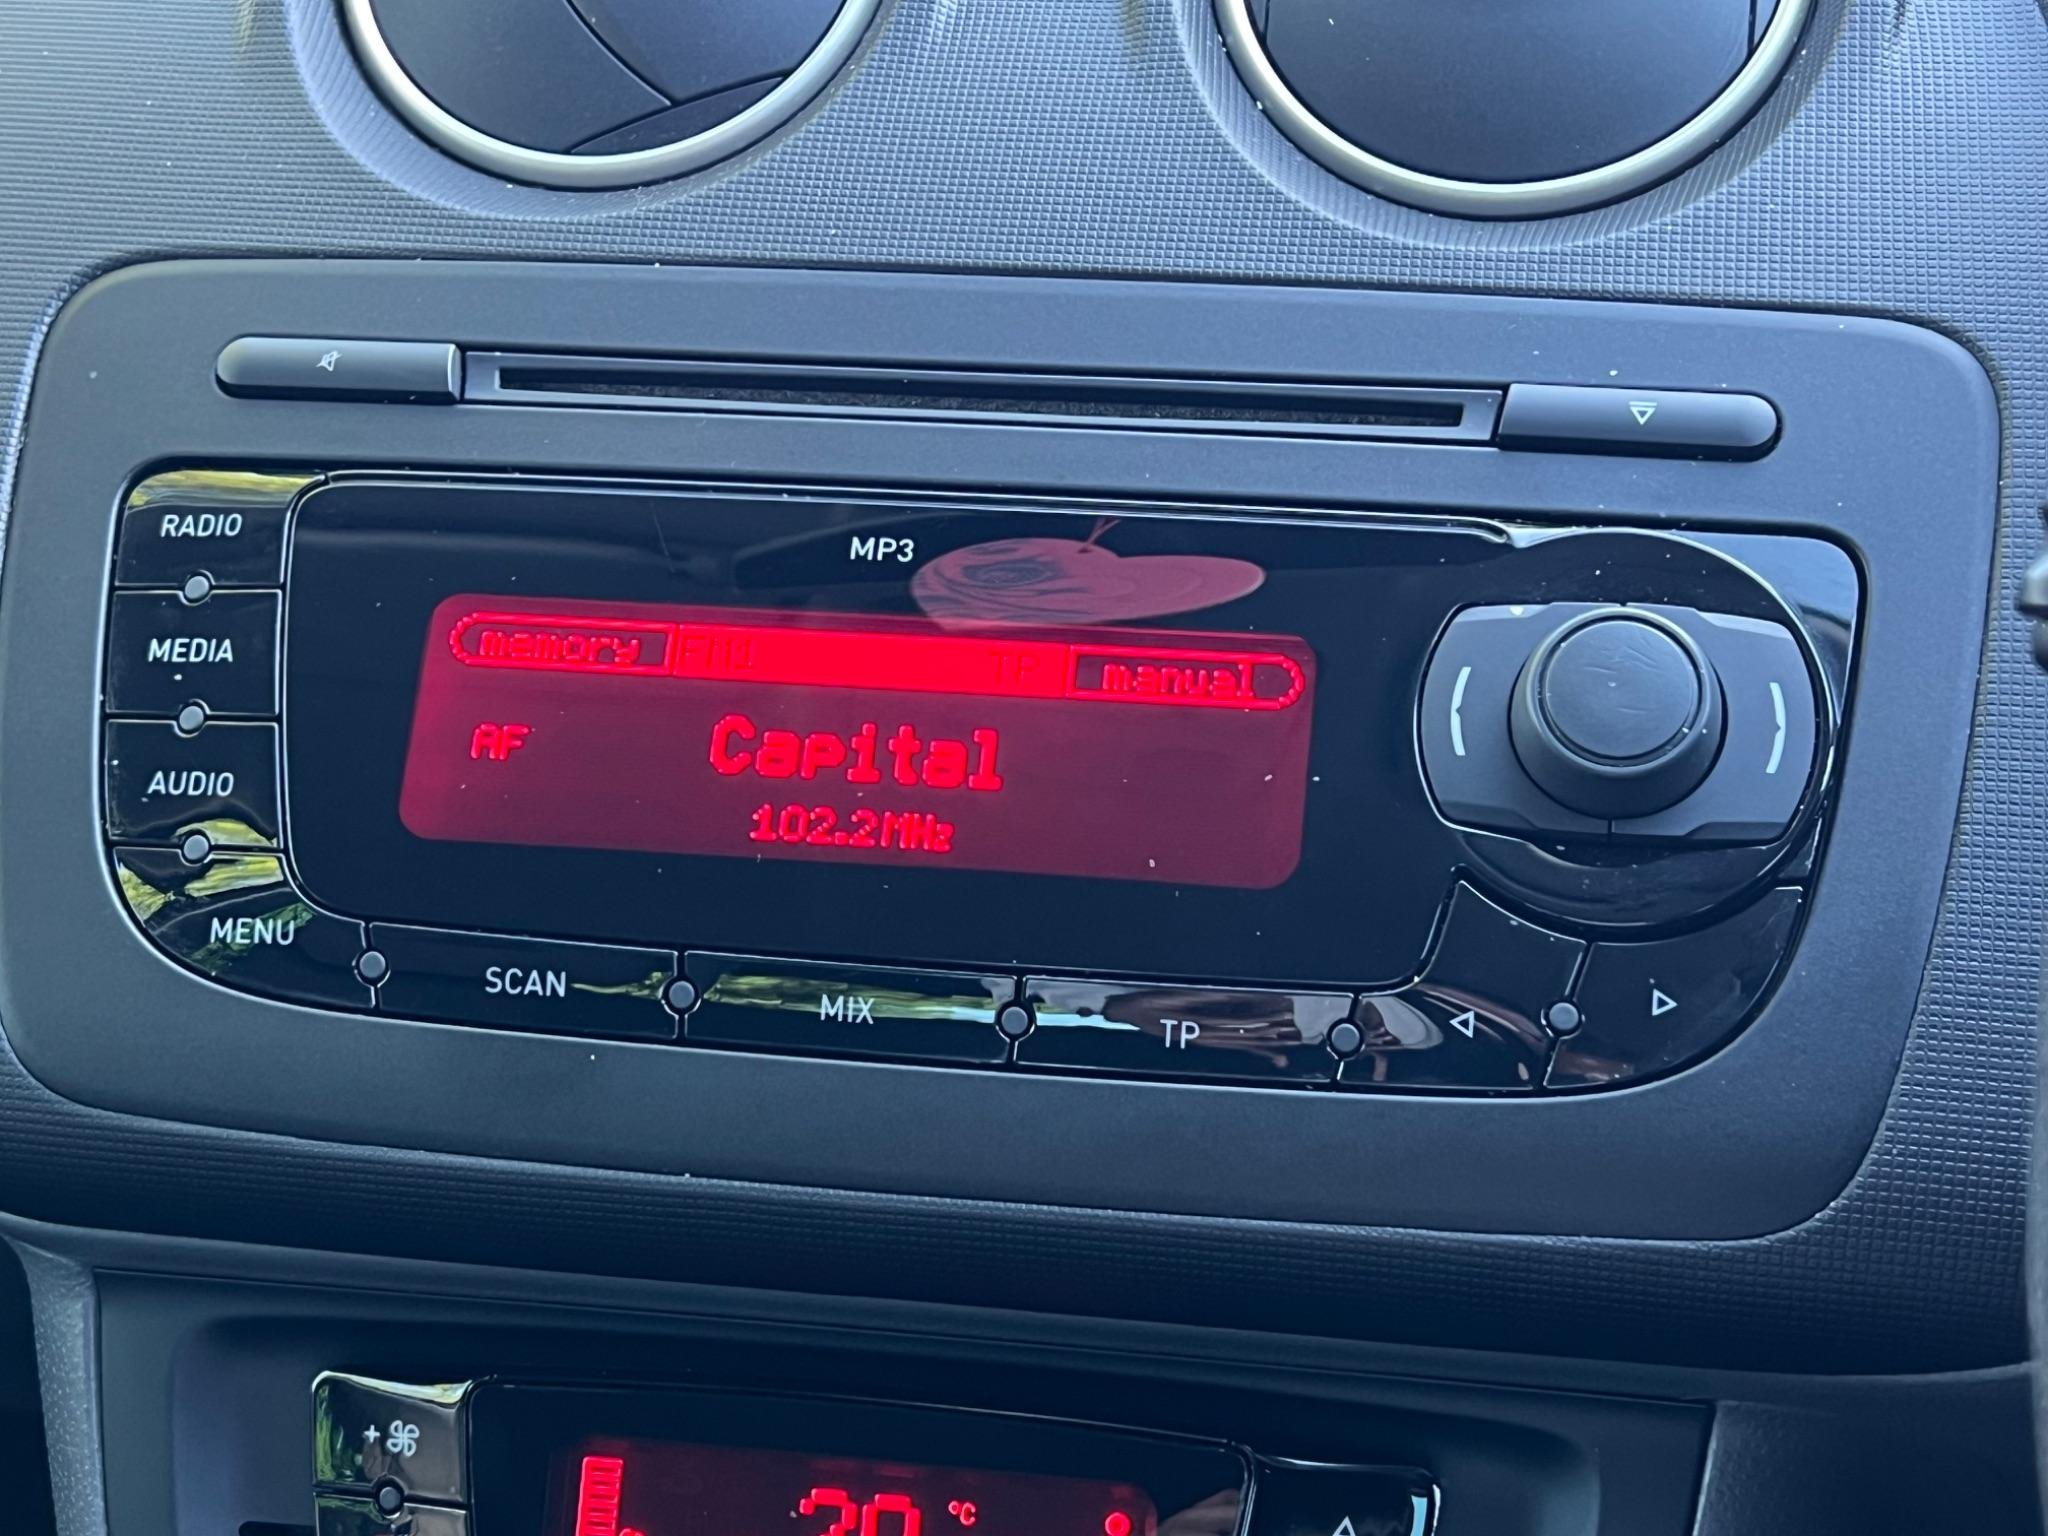 RADIO
MP3
memory FM1 TP manual
MEDIA
AF Capital
102.2MHz
AUDIO
MENU
SCAN
MIX
TP
+
°C